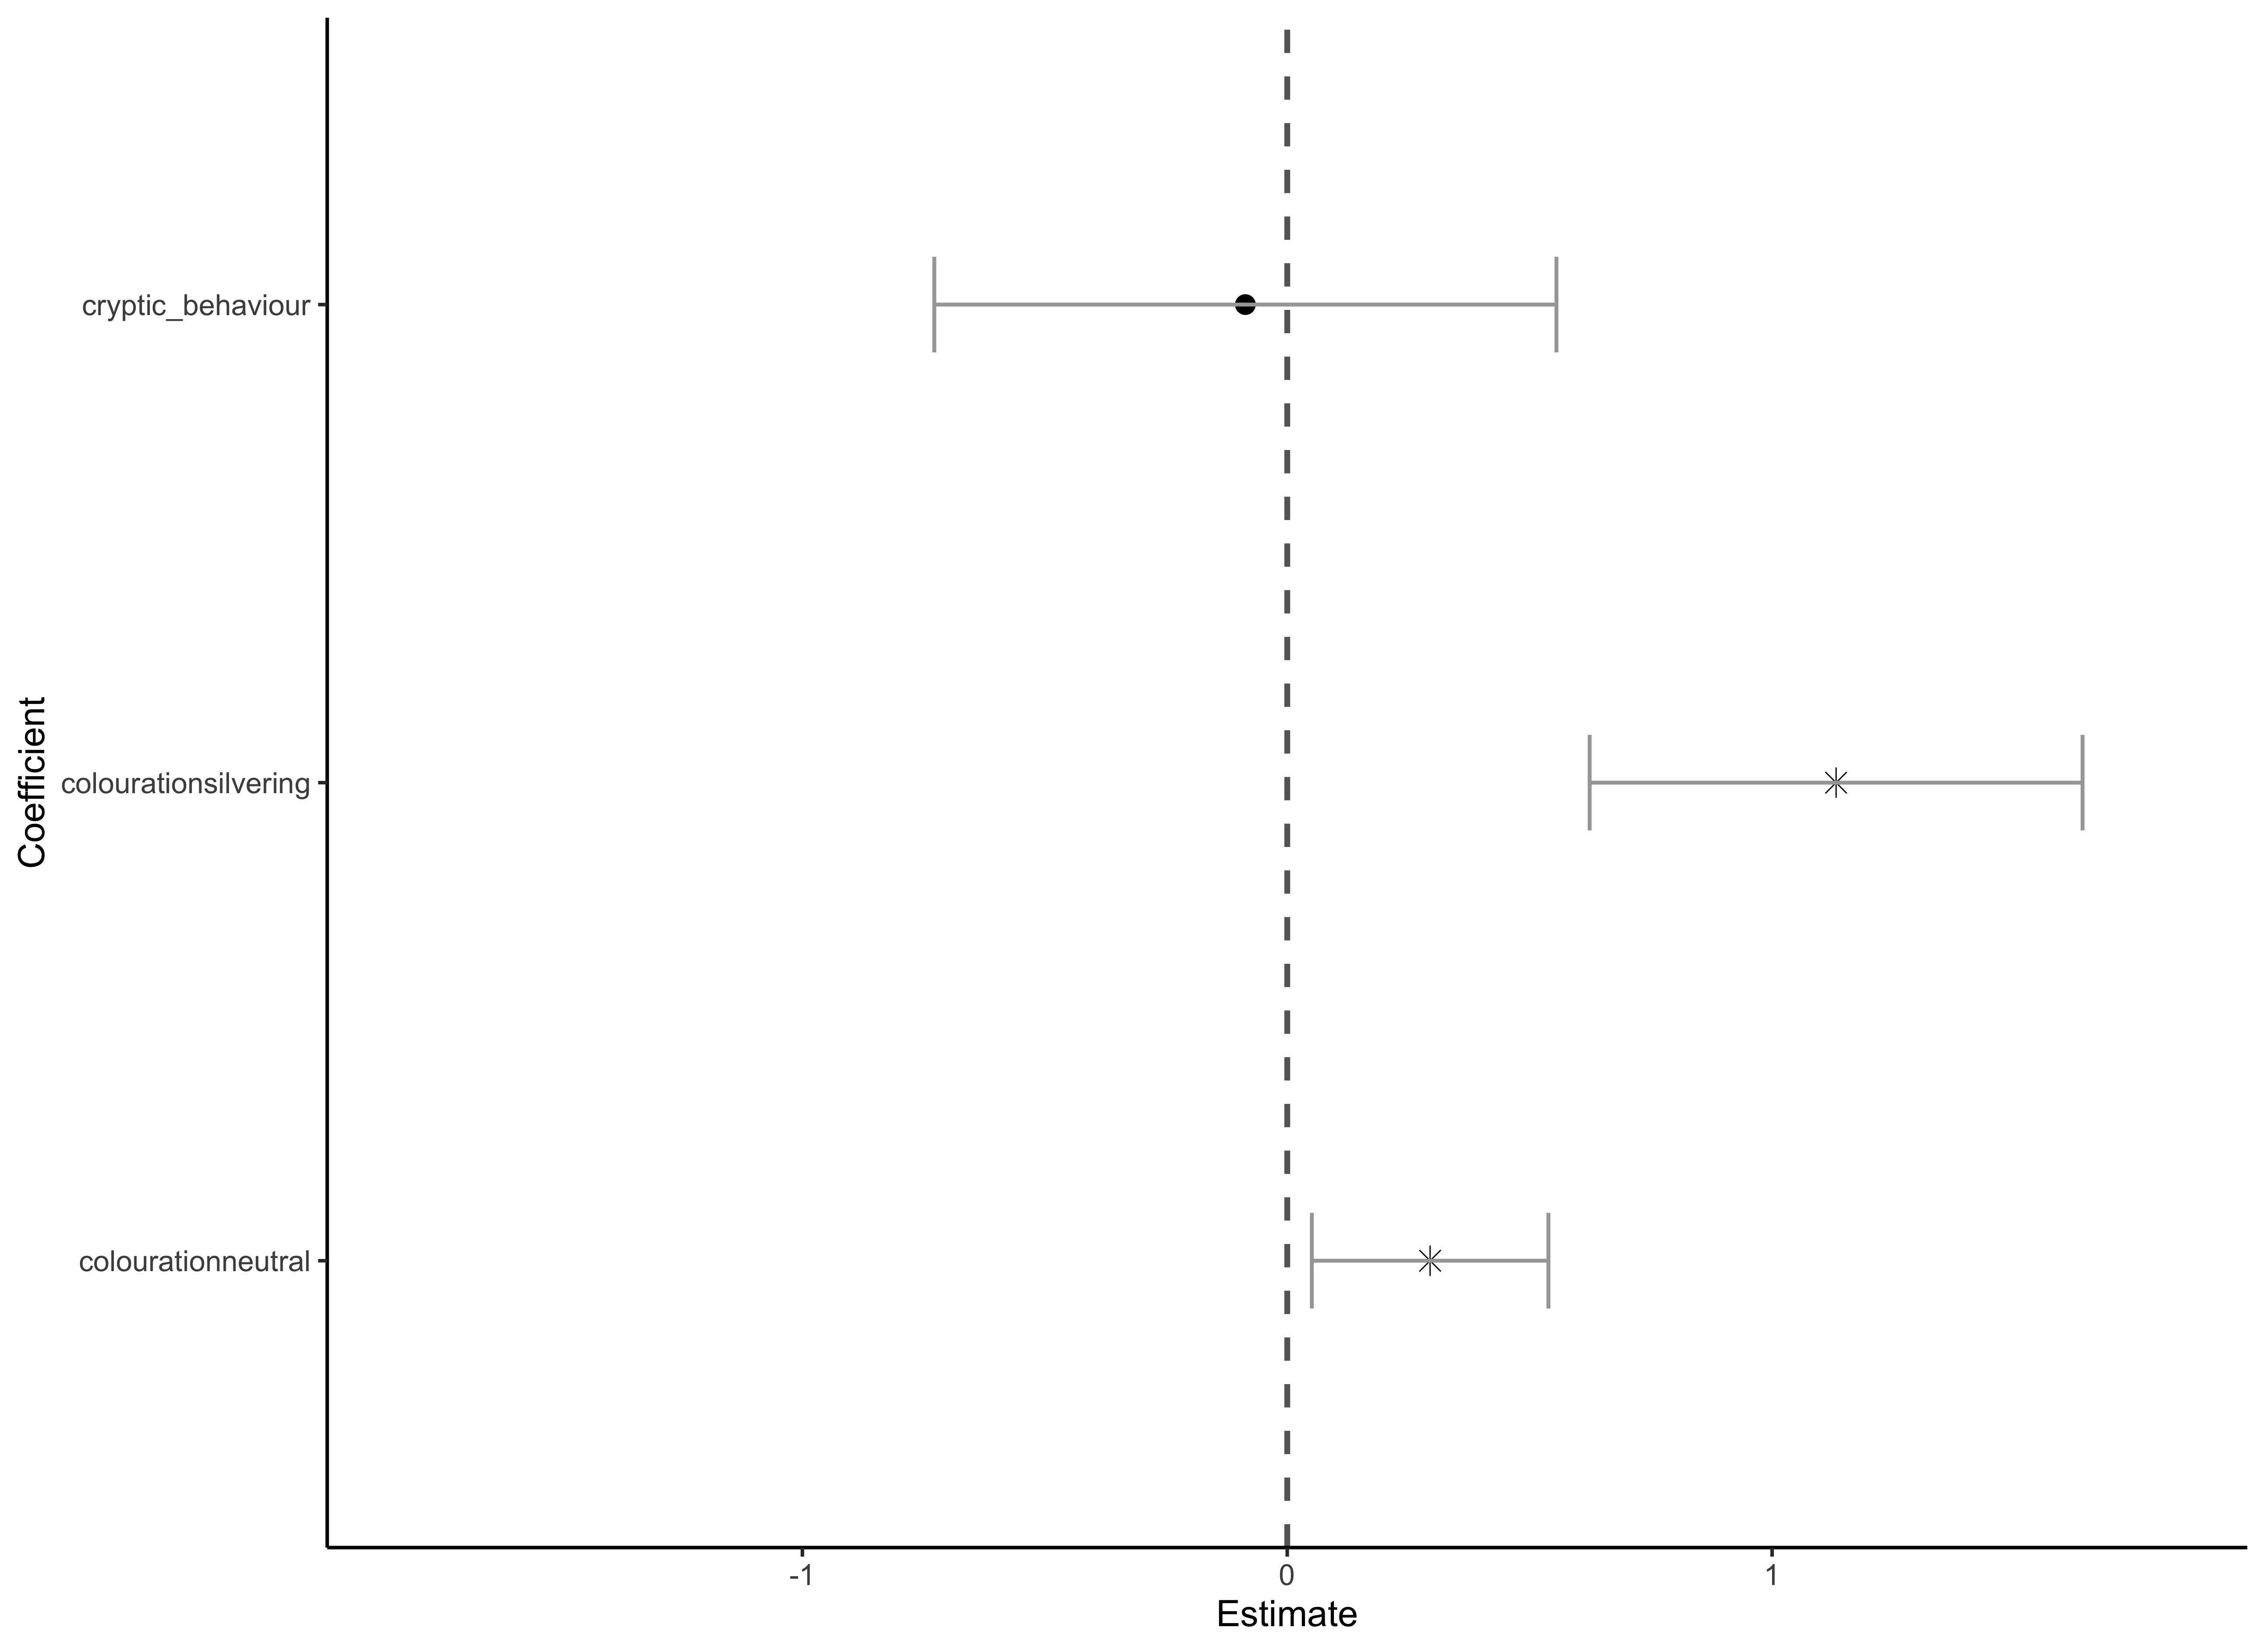 Coefficient
cryptic_behaviour
colourationsilvering
colourationneutral
-1 0 1
Estimate